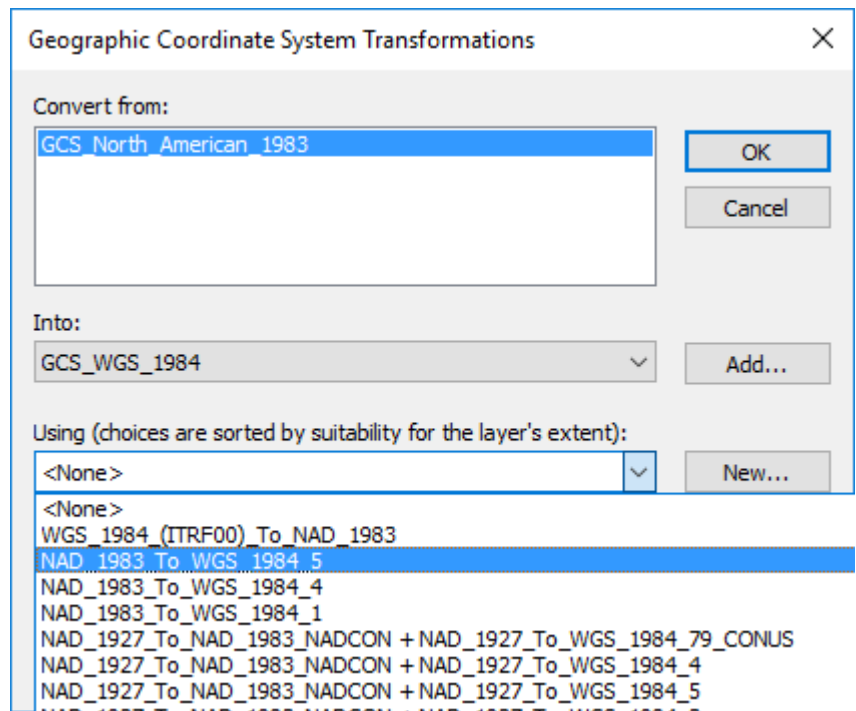 Geographic Coordinate System Transformations
Convert from:
GCS_North_American_1983
OK
Cancel
Into:
GCS_WGS_1984
Add...
Using (choices are sorted by suitability for the layer's extent):
<None>
New...
<None>
WGS_1984_(ITRF00)_To_NAD_1983
NAD_1983_To_WGS_1984_5
NAD_1983_To_WGS_1984_4
NAD_1983_To_WGS_1984_1
NAD_1927_To_NAD_1983_NADCON + NAD_1927_To_WGS_1984_79_CONUS
NAD_1927_To_NAD_1983_NADCON + NAD_1927_To_WGS_1984_4
NAD_1927_To_NAD_1983_NADCON + NAD_1927_To_WGS_1984_5